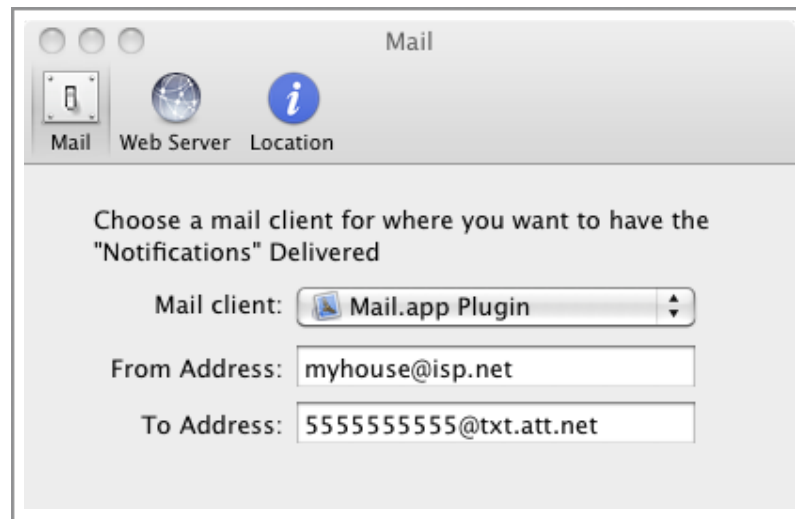 Mail
Mail Web Server Location
Choose a mail client for where you want to have the
"Notifications" Delivered
Mail client: Mail.app Plugin
From Address: myhouse@isp.net
To Address: 5555555555@txt.att.net